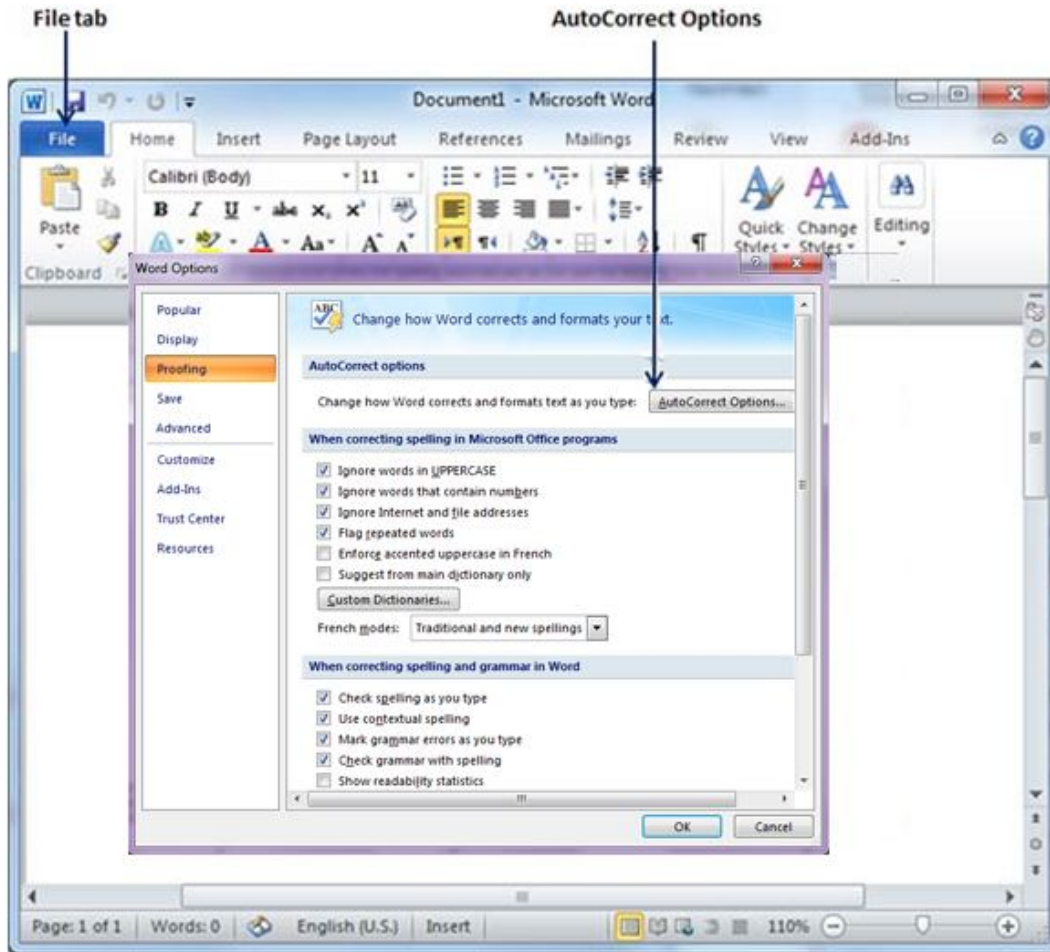 File tab
AutoCorrect Options
Document1 - Microsoft Word
File Home Insert Page Layout References Mailings Review View Add-Ins
Calibri (Body) 11
Paste
Quick Styles
Change Styles
Editing
Clipboard
Word Options
Popular
Display
Proofing
Save
Advanced
Customize
Add-Ins
Trust Center
Resources
Change how Word corrects and formats your
AutoCorrect options
Change how Word corrects and formats text as you type: AutoCorrect Options...
When correcting spelling in Microsoft Office programs
Ignore words in UPPERCASE
Ignore words that contain numbers
Ignore Internet and file addresses
Flag repeated words
Enforce accented uppercase in French
Suggest from main dictionary only
Custom Dictionaries...
French modes: Traditional and new spellings
When correcting spelling and grammar in Word
Check spelling as you type
Use contextual spelling
Mark grammar errors as you type
Check grammar with spelling
Show readability statistics
OK Cancel
Page: 1 of 1 Words: 0 English (U.S.) Insert 110%